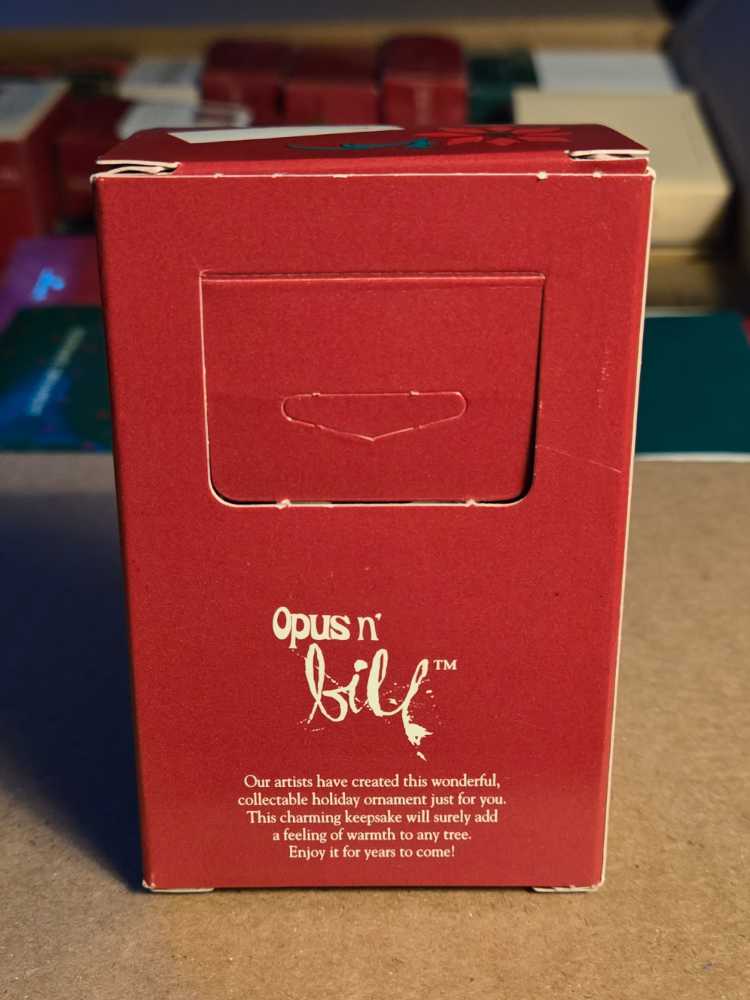 Opus n'
bill™
Our artists have created this wonderful,
collectable holiday ornament just for you.
This charming keepsake will surely add
a feeling of warmth to any tree.
Enjoy it for years to come!